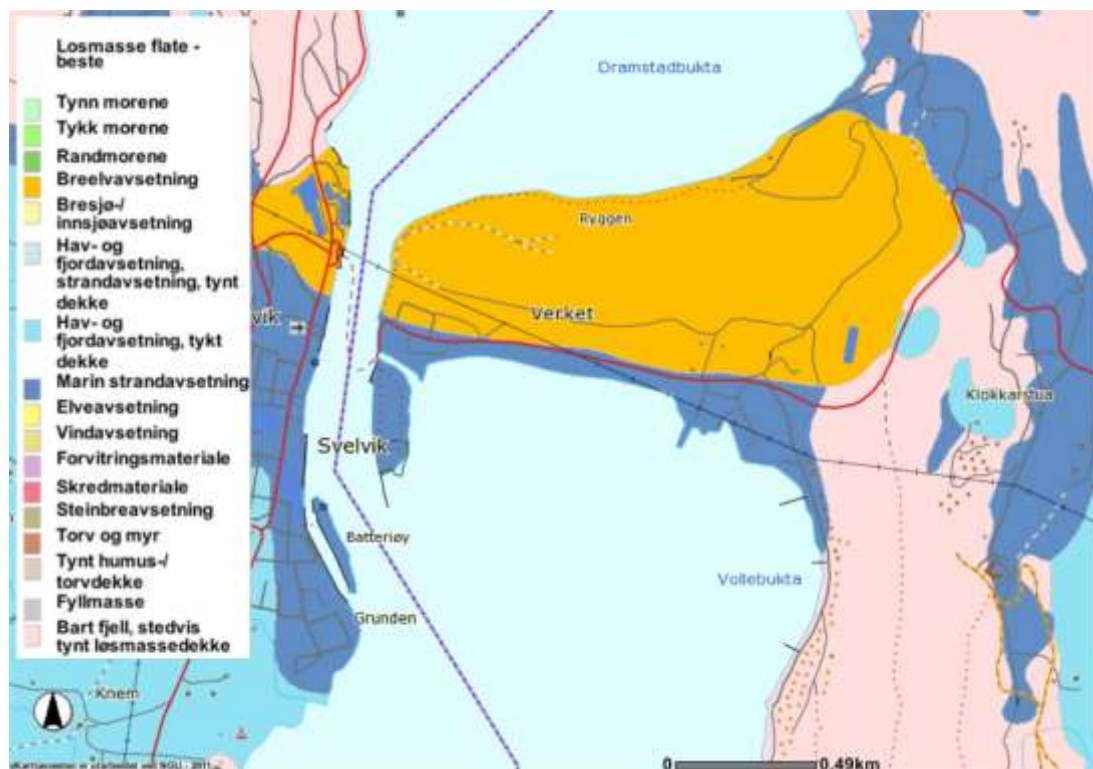 Losmasse flate -
beste
Tynn morene
Tykk morene
Randmorene
Breelvavsetning
Bresjø-/
innsjøavsetning
Hav- og
fjordavsetning,
strandavsetning, tynt
dekke
Hav- og
fjordavsetning, tykt
dekke
Marin strandavsetning
Elveavsetning
Vindavsetning
Forvitringsmateriale
Skredmateriale
Steinbreavsetning
Torv og myr
Tynt humus-/
torvdekke
Fyllmasse
Bart fjell, stedvis
tynt løsmassedekke
Dramstadbukta
Ryggen
Verket
vik
Klokkarstua
Svelvik
Batteriøy
Vollebukta
Grunden
Knem
0 0.49km